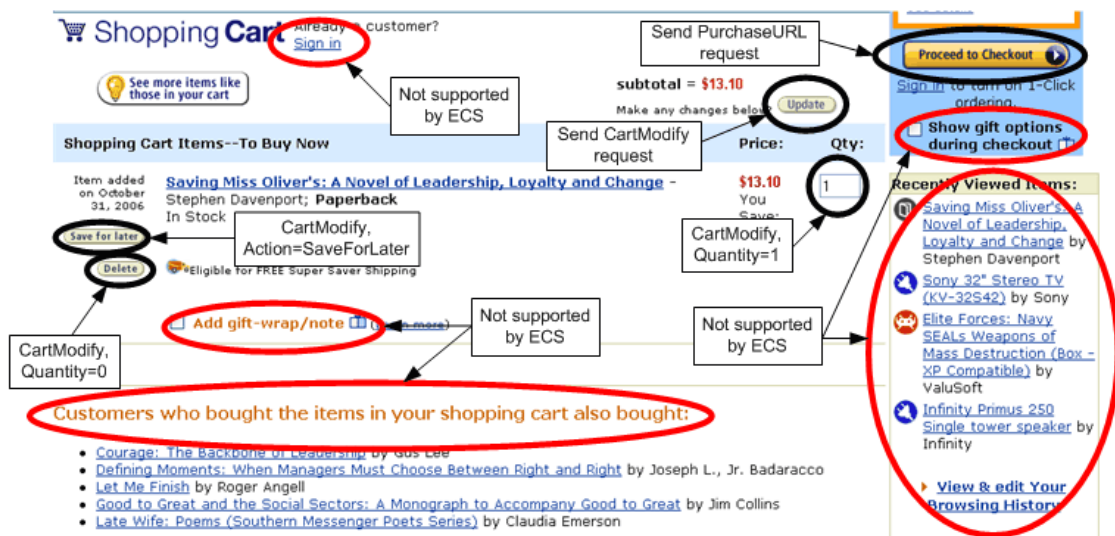 Shopping Cart
Already a customer?
Sign in
See more items like
those in your cart
Not supported
by ECS
Send PurchaseURL
request
subtotal = $13.10
Make any changes below?
Update
Send CartModify
request
Proceed to Checkout
Sign in to turn on 1-Click
ordering.
Show gift options
during checkout
Shopping Cart Items--To Buy Now
Price:
Qty:
Item added
on October
31, 2006
Saving Miss Oliver's: A Novel of Leadership, Loyalty and Change -
Stephen Davenport; Paperback
In Stock
$13.10
You
Save:
1
Save for later
CartModify,
Action=SaveForLater
CartModify,
Quantity=1
Delete
Eligible for FREE Super Saver Shipping
Add gift-wrap/note
Not supported
by ECS
Not supported
by ECS
CartModify,
Quantity=0
Customers who bought the items in your shopping cart also bought:
Courage: The Backbone of Leadership by Gus Lee
Defining Moments: When Managers Must Choose Between Right and Right by Joseph L., Jr. Badaracco
Let Me Finish by Roger Angell
Good to Great and the Social Sectors: A Monograph to Accompany Good to Great by Jim Collins
Late Wife: Poems (Southern Messenger Poets Series) by Claudia Emerson
Recently Viewed Items:
Saving Miss Oliver's: A
Novel of Leadership,
Loyalty and Change by
Stephen Davenport
Sony 32" Stereo TV
(KV-32S42) by Sony
Elite Forces: Navy
SEALs Weapons of
Mass Destruction (Box -
XP Compatible) by
ValuSoft
Infinity Primus 250
Single tower speaker by
Infinity
View & edit Your
Browsing History